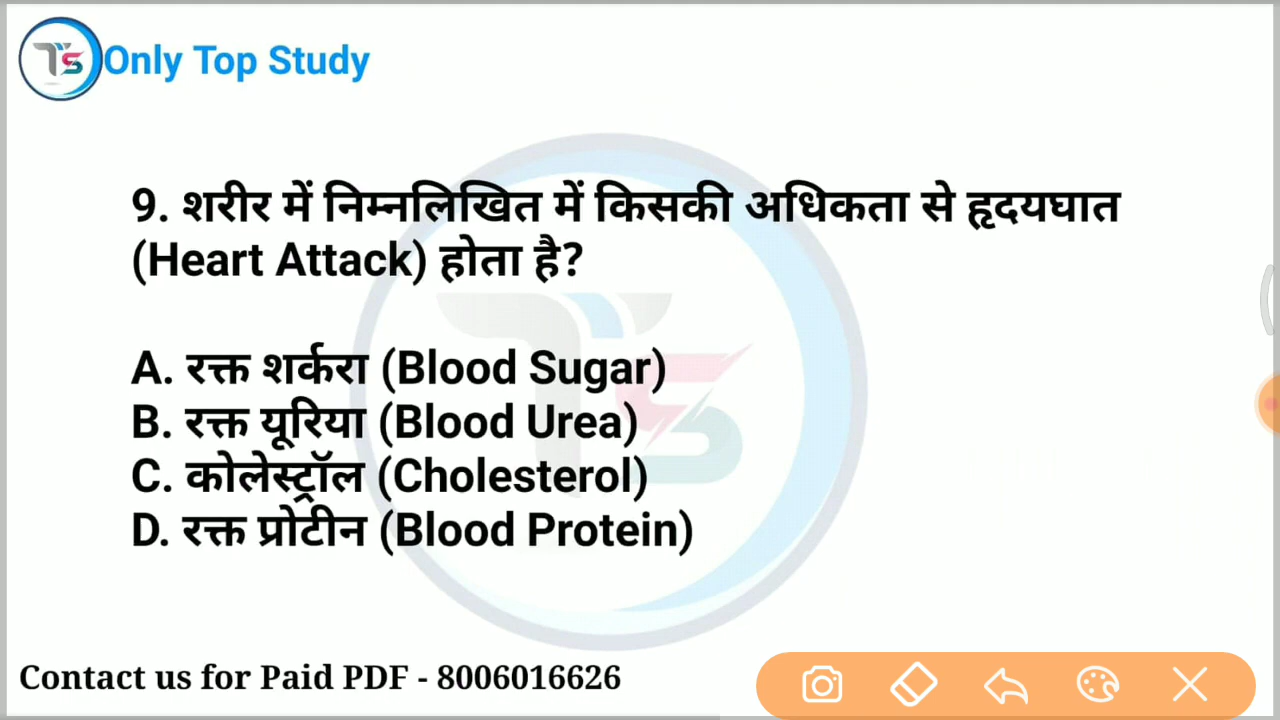 TS Only Top Study
9. शरीर में निम्नलिखित में किसकी अधिकता से हृदयघात
(Heart Attack) होता है?
A. रक्त शर्करा (Blood Sugar)
B. रक्त यूरिया (Blood Urea)
C. कोलेस्ट्रॉल (Cholesterol)
D. रक्त प्रोटीन (Blood Protein)
Contact us for Paid PDF - 8006016626